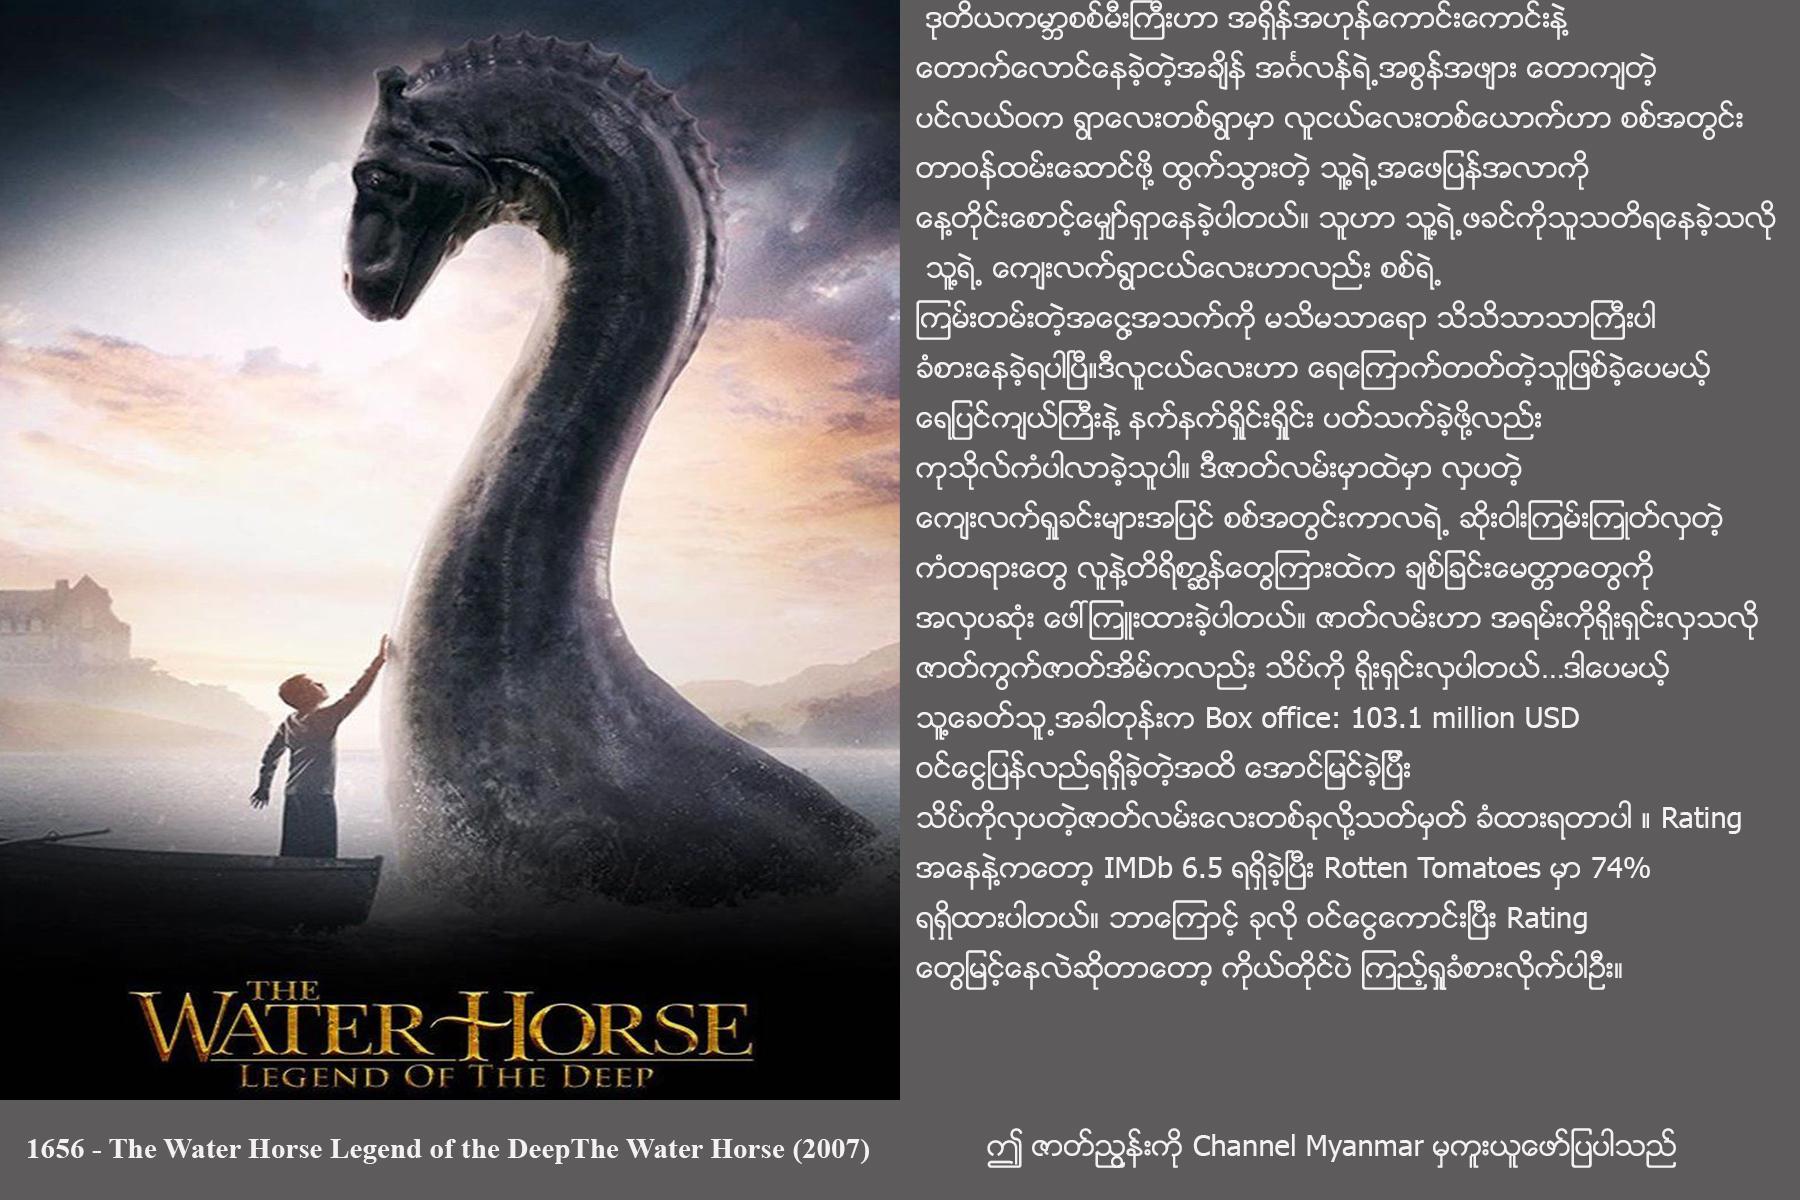 THE
WATER HORSE
LEGEND OF THE DEEP
1656 - The Water Horse Legend of the DeepThe Water Horse (2007)
ဒုတိယကမ္ဘာစစ်မီးကြီးဟာ အရှိန်အဟုန်ကောင်းကောင်းနဲ့
တောက်လောင်နေခဲ့တဲ့အချိန် အင်္ဂလန်ရဲ့အစွန်အဖျား တောကျတဲ့
ပင်လယ်ဝက ရွာလေးတစ်ရွာမှာ လူငယ်လေးတစ်ယောက်ဟာ စစ်အတွင်း
တာဝန်ထမ်းဆောင်ဖို့ ထွက်သွားတဲ့ သူ့ရဲ့အဖေပြန်အလာကို
နေ့တိုင်းစောင့်မျှော်ရှာနေခဲ့ပါတယ်။ သူဟာ သူ့ရဲ့ဖခင်ကိုသူသတိရနေခဲ့သလို
သူ့ရဲ့ ကျေးလက်ရွာငယ်လေးဟာလည်း စစ်ရဲ့
ကြမ်းတမ်းတဲ့အငွေ့အသက်ကို မသိမသာရော သိသိသာသာကြီးပါ
ခံစားနေခဲ့ရပါပြီ။ဒီလူငယ်လေးဟာ ရေကြောက်တတ်တဲ့သူဖြစ်ခဲ့ပေမယ့်
ရေပြင်ကျယ်ကြီးနဲ့ နက်နက်ရှိုင်းရှိုင်း ပတ်သက်ခဲ့ဖို့လည်း
ကုသိုလ်ကံပါလာခဲ့သူပါ။ ဒီဇာတ်လမ်းမှာထဲမှာ လှပတဲ့
ကျေးလက်ရှုခင်းများအပြင် စစ်အတွင်းကာလရဲ့ ဆိုးဝါးကြမ်းကြုတ်လှတဲ့
ကံတရားတွေ လူနဲ့တိရိစ္ဆာန်တွေကြားထဲက ချစ်ခြင်းမေတ္တာတွေကို
အလှပဆုံး ဖေါ်ကြူးထားခဲ့ပါတယ်။ ဇာတ်လမ်းဟာ အရမ်းကိုရိုးရှင်းလှသလို
ဇာတ်ကွက်ဇာတ်အိမ်ကလည်း သိပ်ကို ရိုးရှင်းလှပါတယ်...ဒါပေမယ့်
သူ့ခေတ်သူ့အခါတုန်းက Box office: 103.1 million USD
ဝင်ငွေပြန်လည်ရရှိခဲ့တဲ့အထိ အောင်မြင်ခဲ့ပြီး
သိပ်ကိုလှပတဲ့ဇာတ်လမ်းလေးတစ်ခုလို့သတ်မှတ် ခံထားရတာပါ ။ Rating
အနေနဲ့ကတော့ IMDb 6.5 ရရှိခဲ့ပြီး Rotten Tomatoes မှာ 74%
ရရှိထားပါတယ်။ ဘာကြောင့် ခုလို ဝင်ငွေကောင်းပြီး Rating
တွေမြင့်နေလဲဆိုတာတော့ ကိုယ်တိုင်ပဲ ကြည့်ရှုခံစားလိုက်ပါဦး။
ဤ ဇာတ်ညွှန်းကို Channel Myanmar မှကူးယူဖော်ပြပါသည်